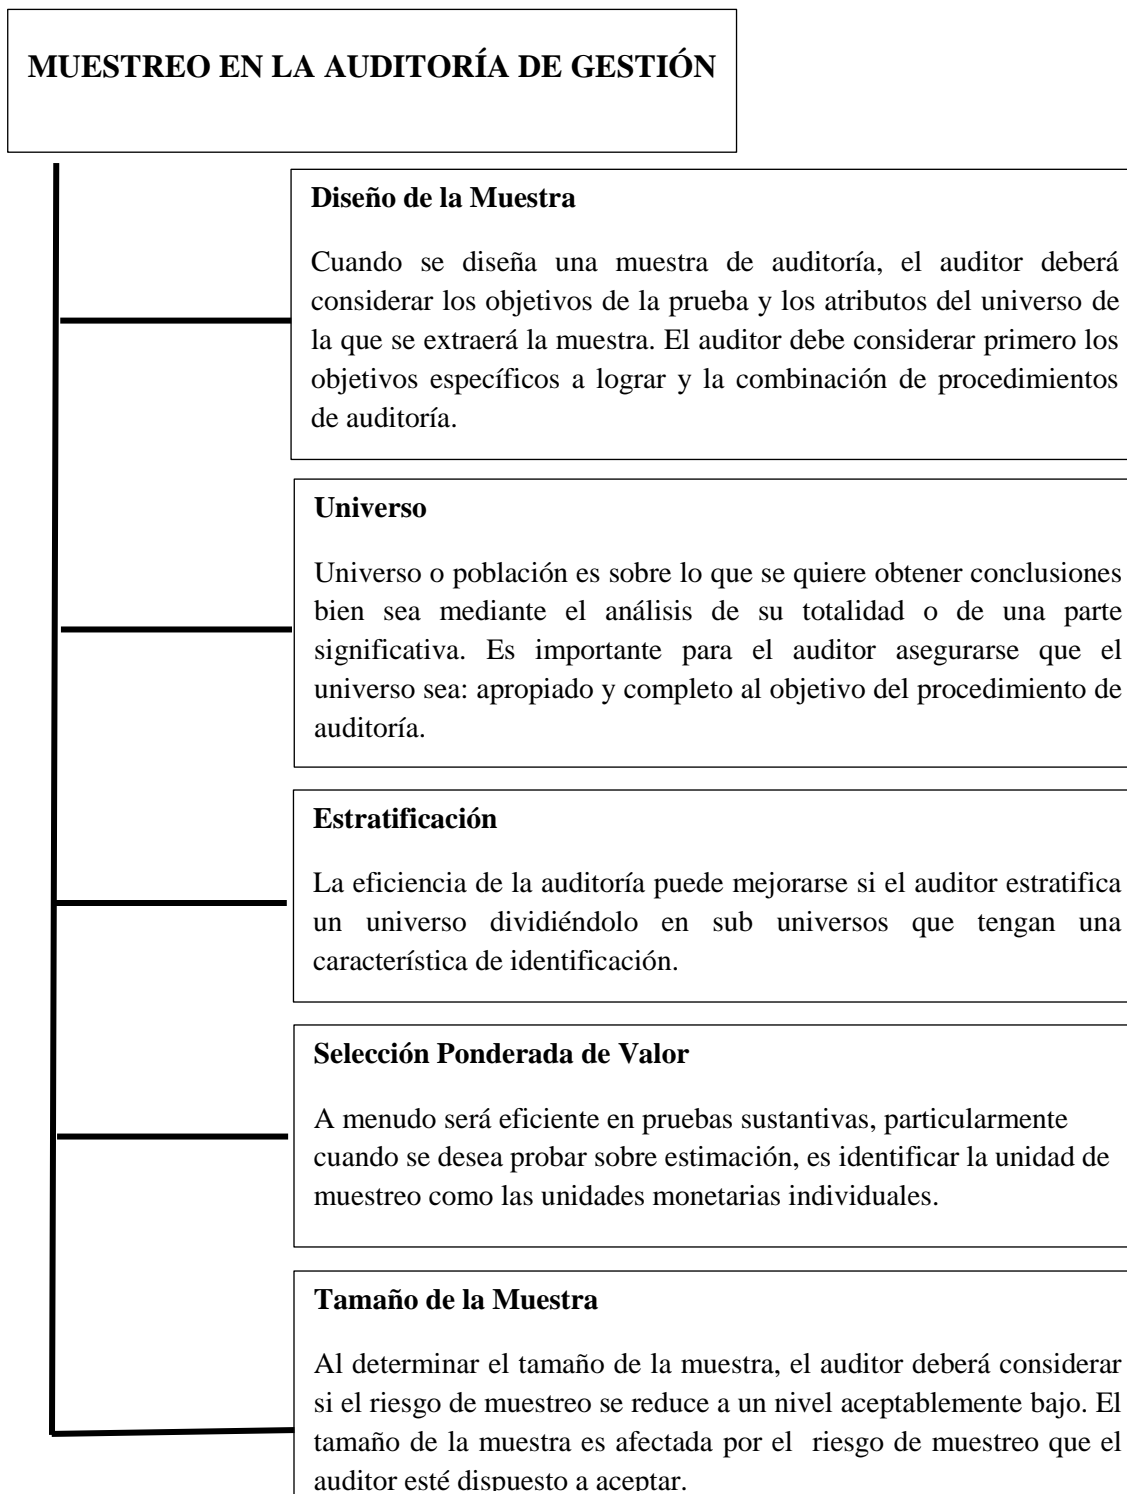 MUESTREO EN LA AUDITORÍA DE GESTIÓN
Diseño de la Muestra
Cuando se diseña una muestra de auditoría, el auditor deberá
considerar los objetivos de la prueba y los atributos del universo de
la que se extraerá la muestra. El auditor debe considerar primero los
objetivos específicos a lograr y la combinación de procedimientos
de auditoría.
Universo
Universo o población es sobre lo que se quiere obtener conclusiones
bien sea mediante el análisis de su totalidad o de una parte
significativa. Es importante para el auditor asegurarse que el
universo sea: apropiado y completo al objetivo del procedimiento de
auditoría.
Estratificación
La eficiencia de la auditoría puede mejorarse si el auditor estratifica
un universo dividiéndolo en sub universos que tengan una
característica de identificación.
Selección Ponderada de Valor
A menudo será eficiente en pruebas sustantivas, particularmente
cuando se desea probar sobre estimación, es identificar la unidad de
muestreo como las unidades monetarias individuales.
Tamaño de la Muestra
Al determinar el tamaño de la muestra, el auditor deberá considerar
si el riesgo de muestreo se reduce a un nivel aceptablemente bajo. El
tamaño de la muestra es afectada por el riesgo de muestreo que el
auditor esté dispuesto a aceptar.